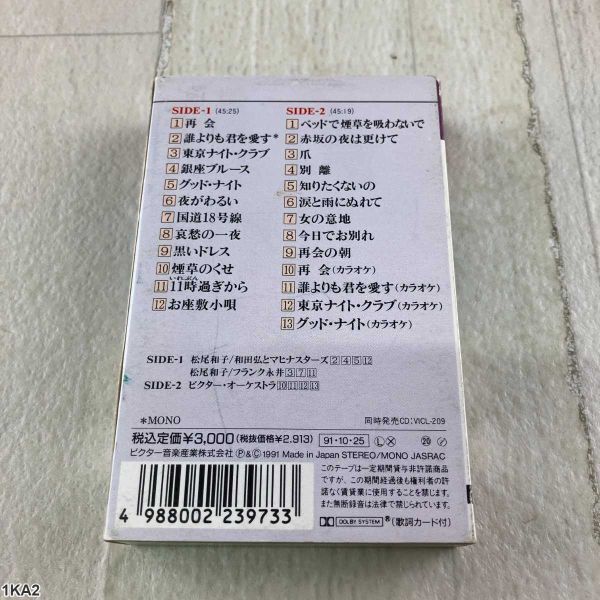 SIDE-1 (45:25)
1 再会
2 誰よりも君を愛す*
3 東京ナイト・クラブ
4 銀座ブルース
5 グッド・ナイト
6 夜がわるい
7 国道18号線
8 哀愁の一夜
9 黒いドレス
10 煙草のくせ
いれぶん
11 11時過ぎから
12 お座敷小唄
SIDE-2 (45:19)
1 ベッドで煙草を吸わないで
2 赤坂の夜は更けて
3 爪
4 別離
5 知りたくないの
6 涙と雨にぬれて
7 女の意地
8 今日でお別れ
9 再会の朝
10 再会(カラオケ)
11 誰よりも君を愛す(カラオケ)
12 東京ナイト・クラブ(カラオケ)
13 グッド・ナイト(カラオケ)
SIDE-1 松尾和子/和田弘とマヒナスターズ 2 4 5 12
松尾和子/フランク永井 3 7 11
SIDE-2 ビクター・オーケストラ 10 11 12 13
*MONO
同時発売CD:VICL-209
税込定価¥3,000(税抜価格¥2,913) 91・10・25 Ⓛ X ⑳
ビクター音楽産業株式会社 Ⓟ&Ⓒ 1991 Made in Japan STEREO/MONO JASRAC
このテープは一定期間貸与非許諾商品
ですが、この期間経過後も権利者の許
諾なく賃貸業に使用することを禁じます。
また無断録音は法律で禁じられています。
DOLBY SYSTEM® (歌詞カード付)
4 988002 239733
1KA2